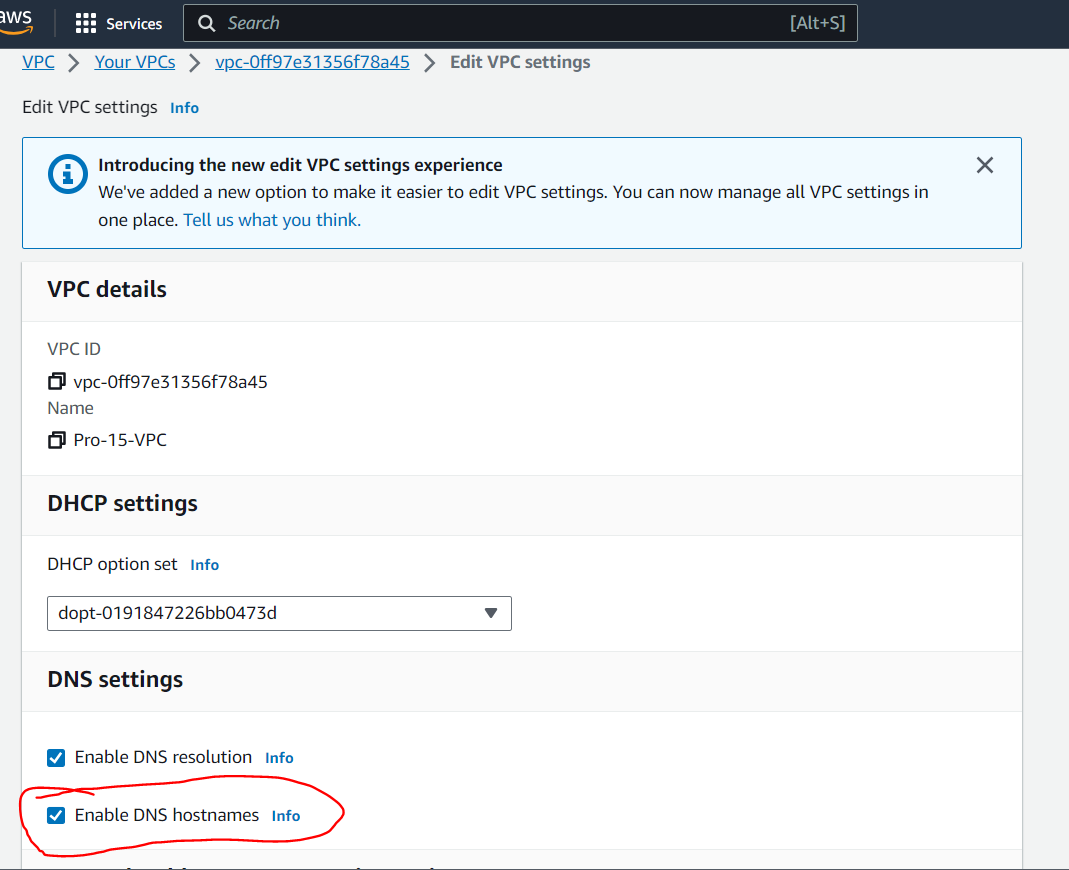 aws
Services
Search
[Alt+S]
VPC
Your VPCs
vpc-0ff97e31356f78a45
Edit VPC settings
Edit VPC settings Info
Introducing the new edit VPC settings experience
We've added a new option to make it easier to edit VPC settings. You can now manage all VPC settings in
one place. Tell us what you think.
VPC details
VPC ID
vpc-0ff97e31356f78a45
Name
Pro-15-VPC
DHCP settings
DHCP option set Info
dopt-0191847226bb0473d
DNS settings
Enable DNS resolution Info
Enable DNS hostnames Info